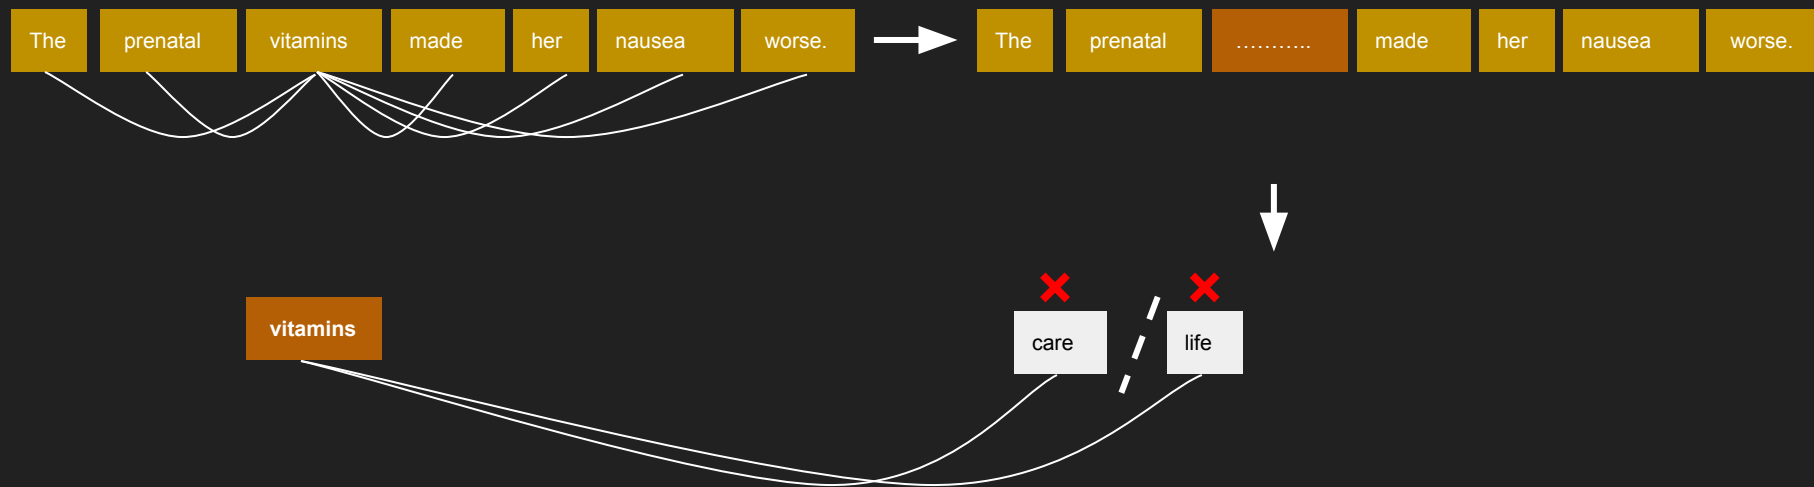 The prenatal vitamins made her nausea worse. The prenatal ……….. made her nausea worse.
vitamins care life